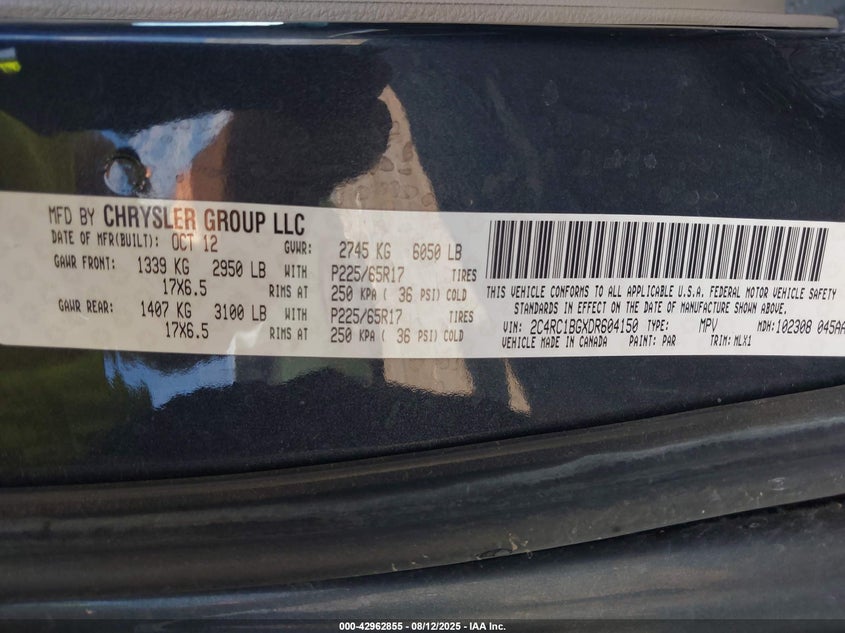 MFD BY CHRYSLER GROUP LLC
DATE OF MFR(BUILT): OCT 12 GVWR: 2745 KG 6050 LB
GAWR FRONT: 1339 KG 2950 LB WITH P225/65R17 TIRES
17X6.5 RIMS AT 250 KPA ( 36 PSI) COLD
GAWR REAR: 1407 KG 3100 LB WITH P225/65R17 TIRES
17X6.5 RIMS AT 250 KPA ( 36 PSI) COLD
THIS VEHICLE CONFORMS TO ALL APPLICABLE U.S.A. FEDERAL MOTOR VEHICLE SAFETY
STANDARDS IN EFFECT ON THE DATE OF MANUFACTURE SHOWN ABOVE.
VIN: 2C4RC1BGXDR604150 TYPE: MPV MDH: 102308 045AA
VEHICLE MADE IN CANADA PAINT: PAR TRIM: MLX1
000-42962855 - 08/12/2025 - IAA Inc.